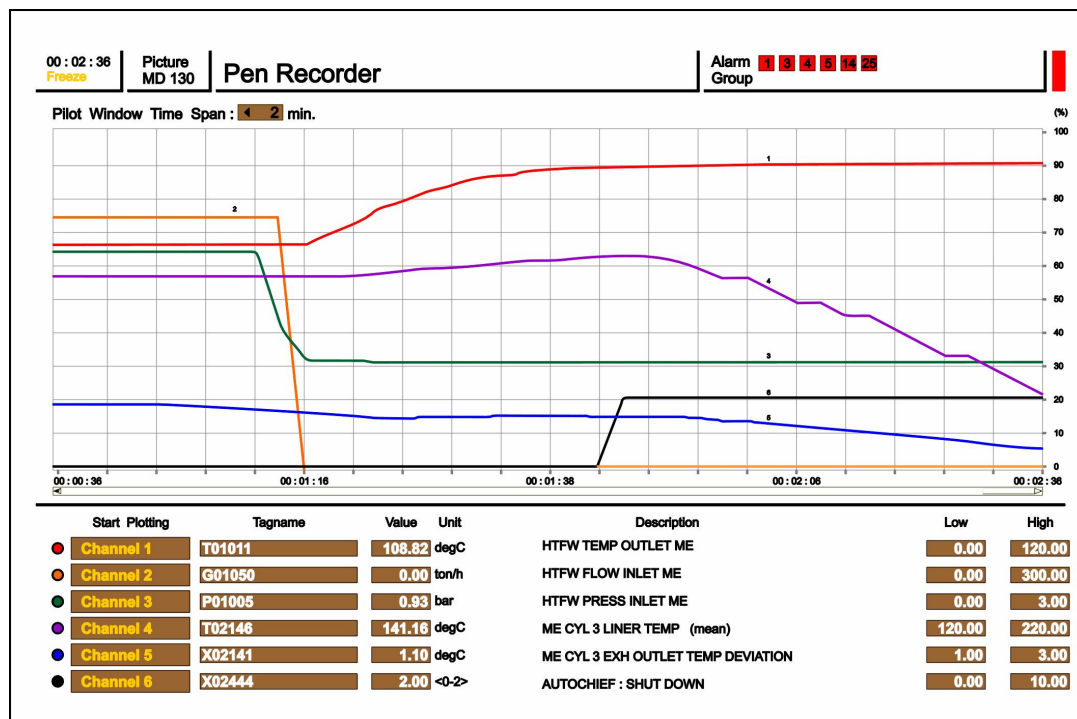 00 : 02 : 36
Freeze
Picture
MD 130
Pen Recorder
Alarm Group 1 3 4 5 14 25
Pilot Window Time Span : 2 min.
(%)
100
90
80
70
60
50
40
30
20
10
0
1
2
4
3
6
5
00 : 00 : 36 00 : 01 : 16 00 : 01 : 38 00 : 02 : 06 00 : 02 : 36
Start Plotting Tagname Value Unit Description Low High
Channel 1 T01011 108.82 degC HTFW TEMP OUTLET ME 0.00 120.00
Channel 2 G01050 0.00 ton/h HTFW FLOW INLET ME 0.00 300.00
Channel 3 P01005 0.93 bar HTFW PRESS INLET ME 0.00 3.00
Channel 4 T02146 141.16 degC ME CYL 3 LINER TEMP (mean) 120.00 220.00
Channel 5 X02141 1.10 degC ME CYL 3 EXH OUTLET TEMP DEVIATION 1.00 3.00
Channel 6 X02444 2.00 <0-2> AUTOCHIEF : SHUT DOWN 0.00 10.00